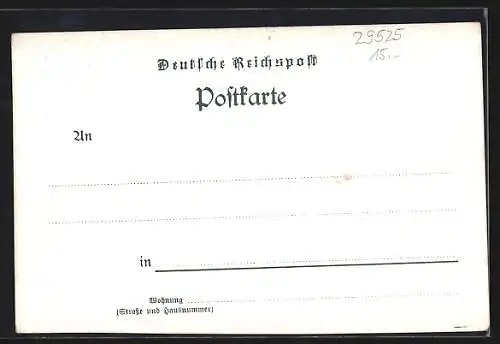 29525
15.-
Deutsche Reichspost
Postkarte
An
in
Wohnung
(Straße und Hausnummer)